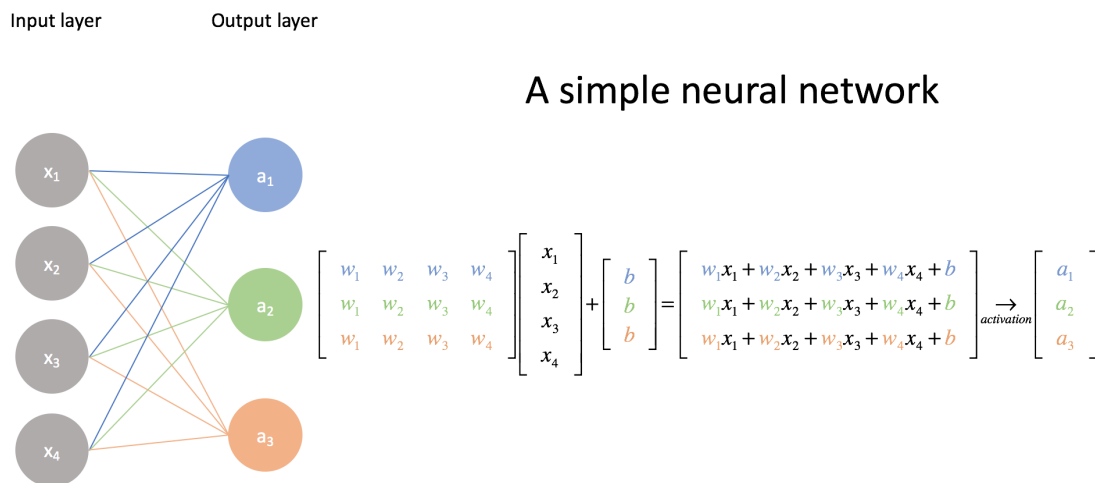 Input layer
Output layer
A simple neural network
x₁
x₂
x₃
x₄
a₁
a₂
a₃
w₁ w₂ w₃ w₄
w₁ w₂ w₃ w₄
w₁ w₂ w₃ w₄
x₁
x₂
x₃
x₄
+
b
b
b
=
w₁x₁ + w₂x₂ + w₃x₃ + w₄x₄ + b
w₁x₁ + w₂x₂ + w₃x₃ + w₄x₄ + b
w₁x₁ + w₂x₂ + w₃x₃ + w₄x₄ + b
→
activation
a₁
a₂
a₃